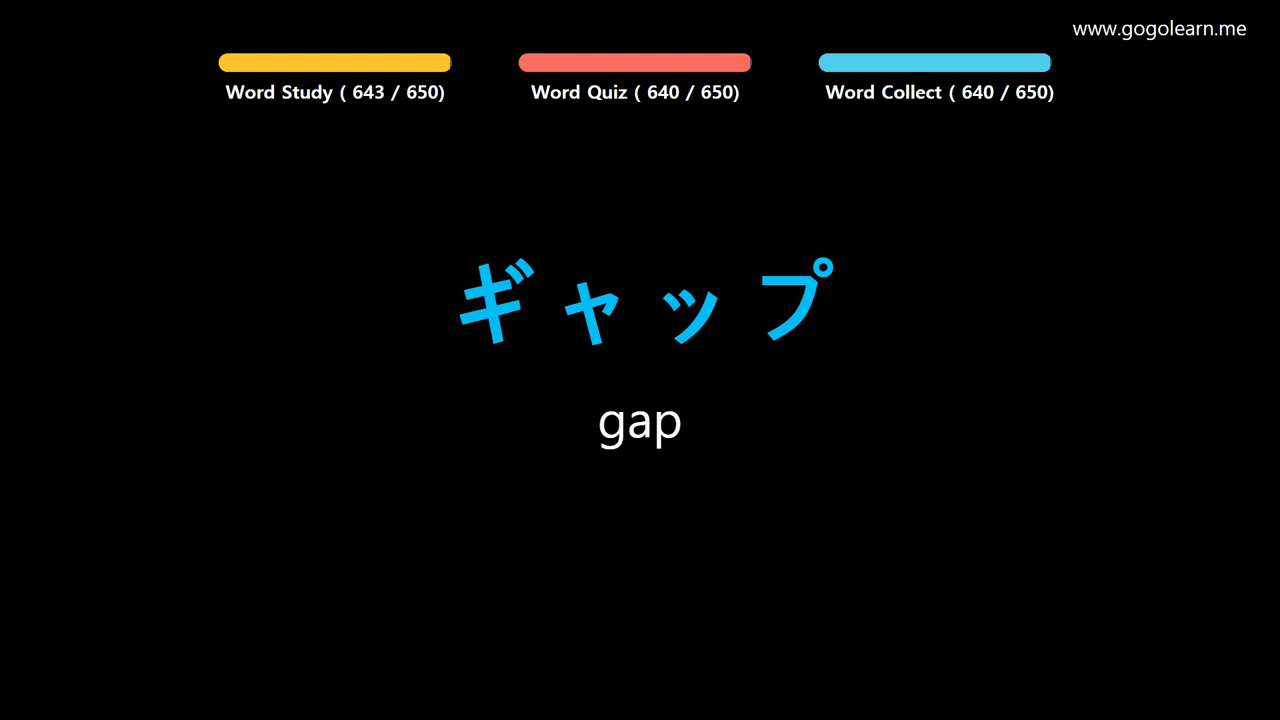 www.gogolearn.me
Word Study ( 643 / 650)
Word Quiz ( 640 / 650)
Word Collect ( 640 / 650)
ギャップ
gap